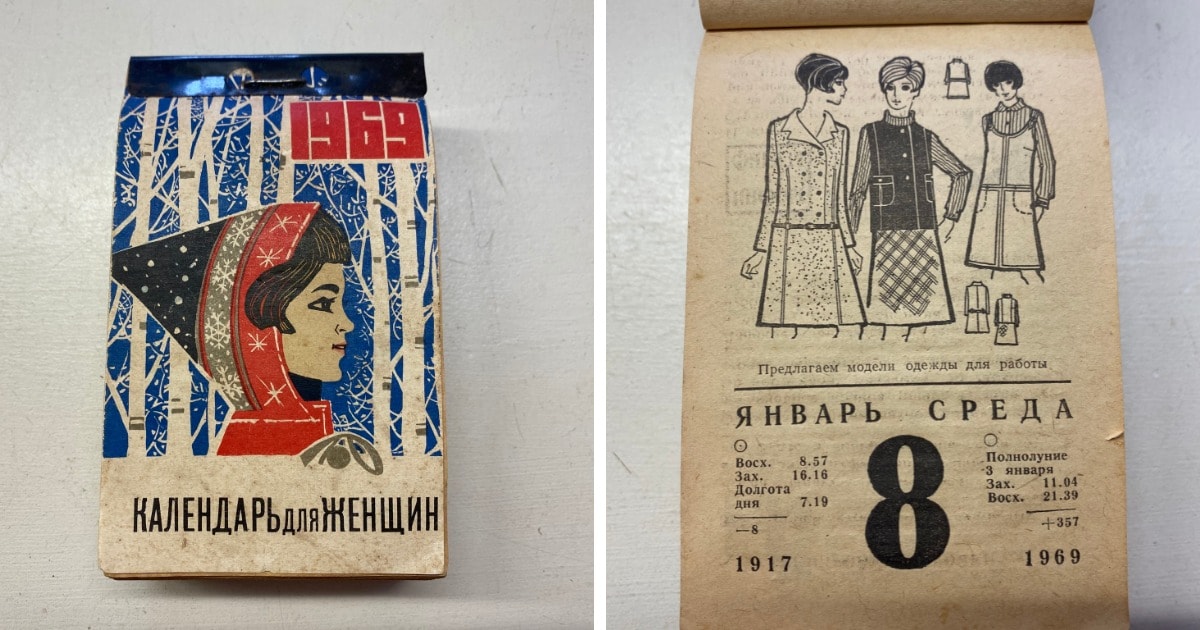 1969
КАЛЕНДАРЬ для ЖЕНЩИН
Предлагаем модели одежды для работы
ЯНВАРЬ СРЕДА
Восх. 8.57
Зах. 16.16
Долгота
дня 7.19
—8
1917
8
Полнолуние
3 января
Зах. 11.04
Восх. 21.39
+357
1969